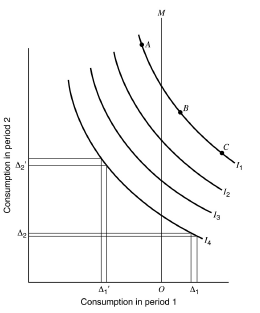 M
A
B
C
I1
I2
I3
I4
Consumption in period 2
Δ2'
Δ2
Δ1'
O
Δ1
Consumption in period 1